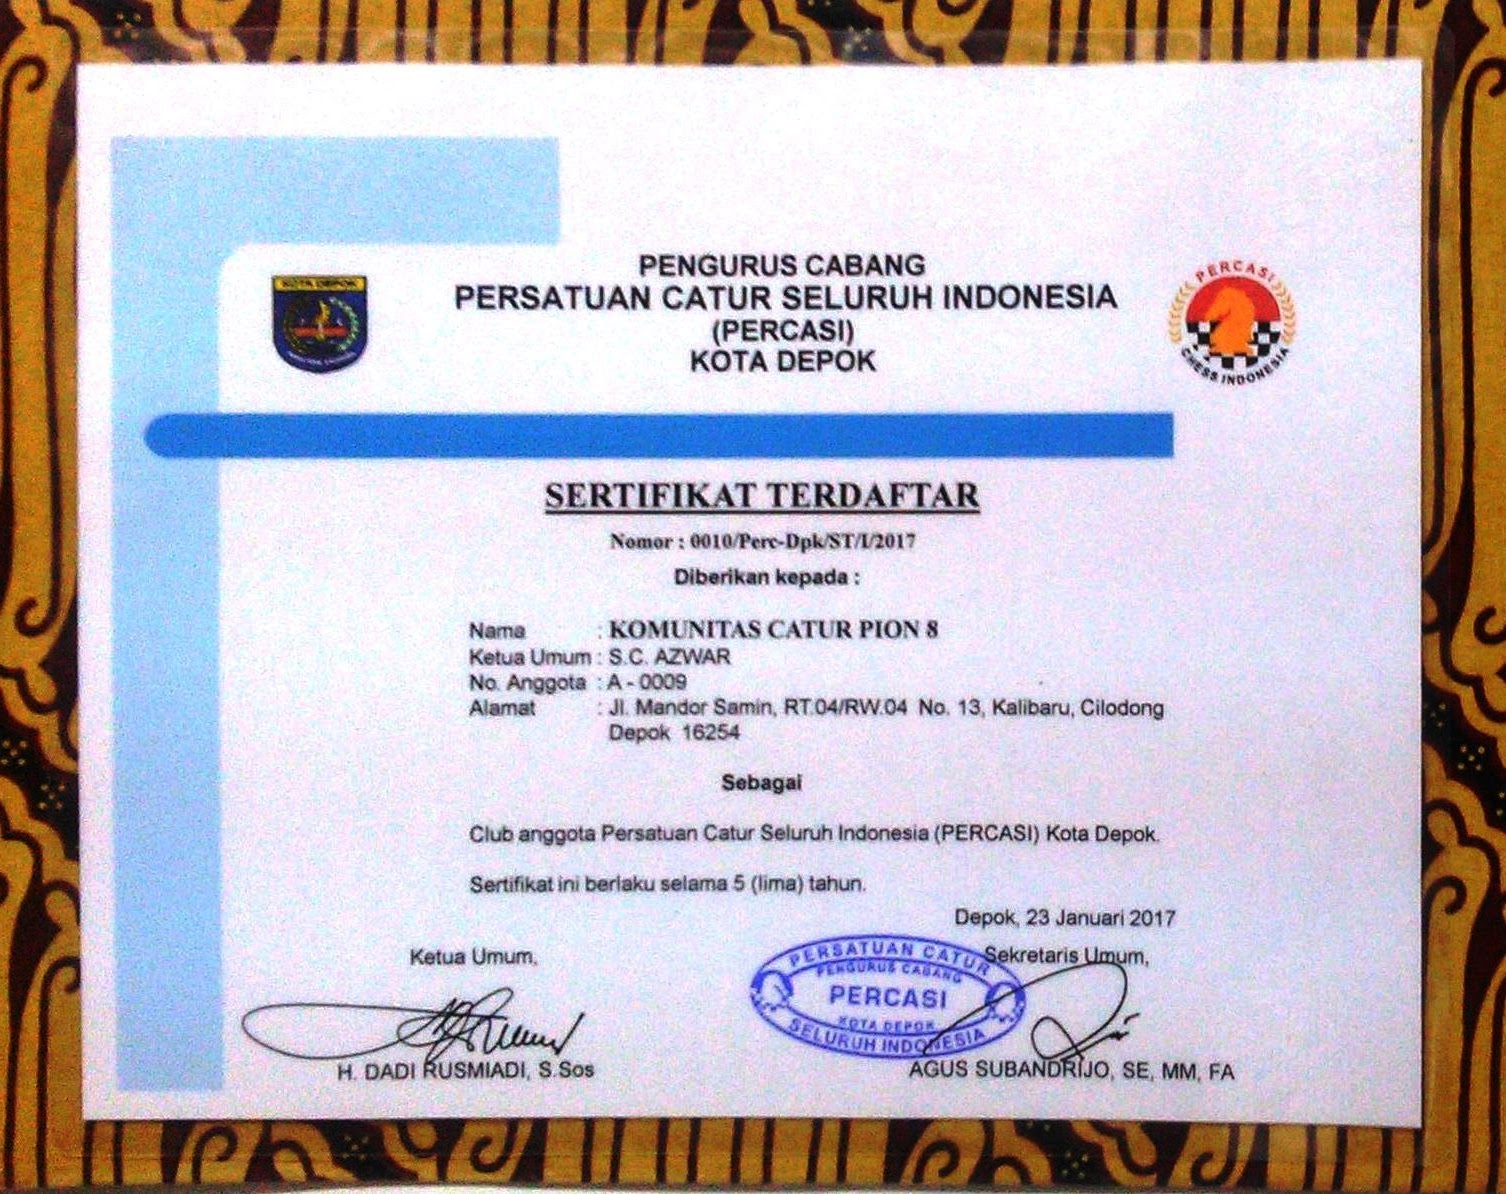 KOTA DEPOK
PENGURUS CABANG
PERSATUAN CATUR SELURUH INDONESIA
(PERCASI)
KOTA DEPOK
PERCASI
CHESS INDONESIA
SERTIFIKAT TERDAFTAR
Nomor : 0010/Perc-Dpk/ST/I/2017
Diberikan kepada :
Nama : KOMUNITAS CATUR PION 8
Ketua Umum : S.C. AZWAR
No. Anggota : A - 0009
Alamat : Jl. Mandor Samin, RT.04/RW.04 No. 13, Kalibaru, Cilodong
Depok 16254
Sebagai
Club anggota Persatuan Catur Seluruh Indonesia (PERCASI) Kota Depok.
Sertifikat ini berlaku selama 5 (lima) tahun.
Depok, 23 Januari 2017
Ketua Umum,
Sekretaris Umum,
PERSATUAN CATUR
PENGURUS CABANG
PERCASI
KOTA DEPOK
SELURUH INDONESIA
H. DADI RUSMIADI, S.Sos
AGUS SUBANDRIJO, SE, MM, FA